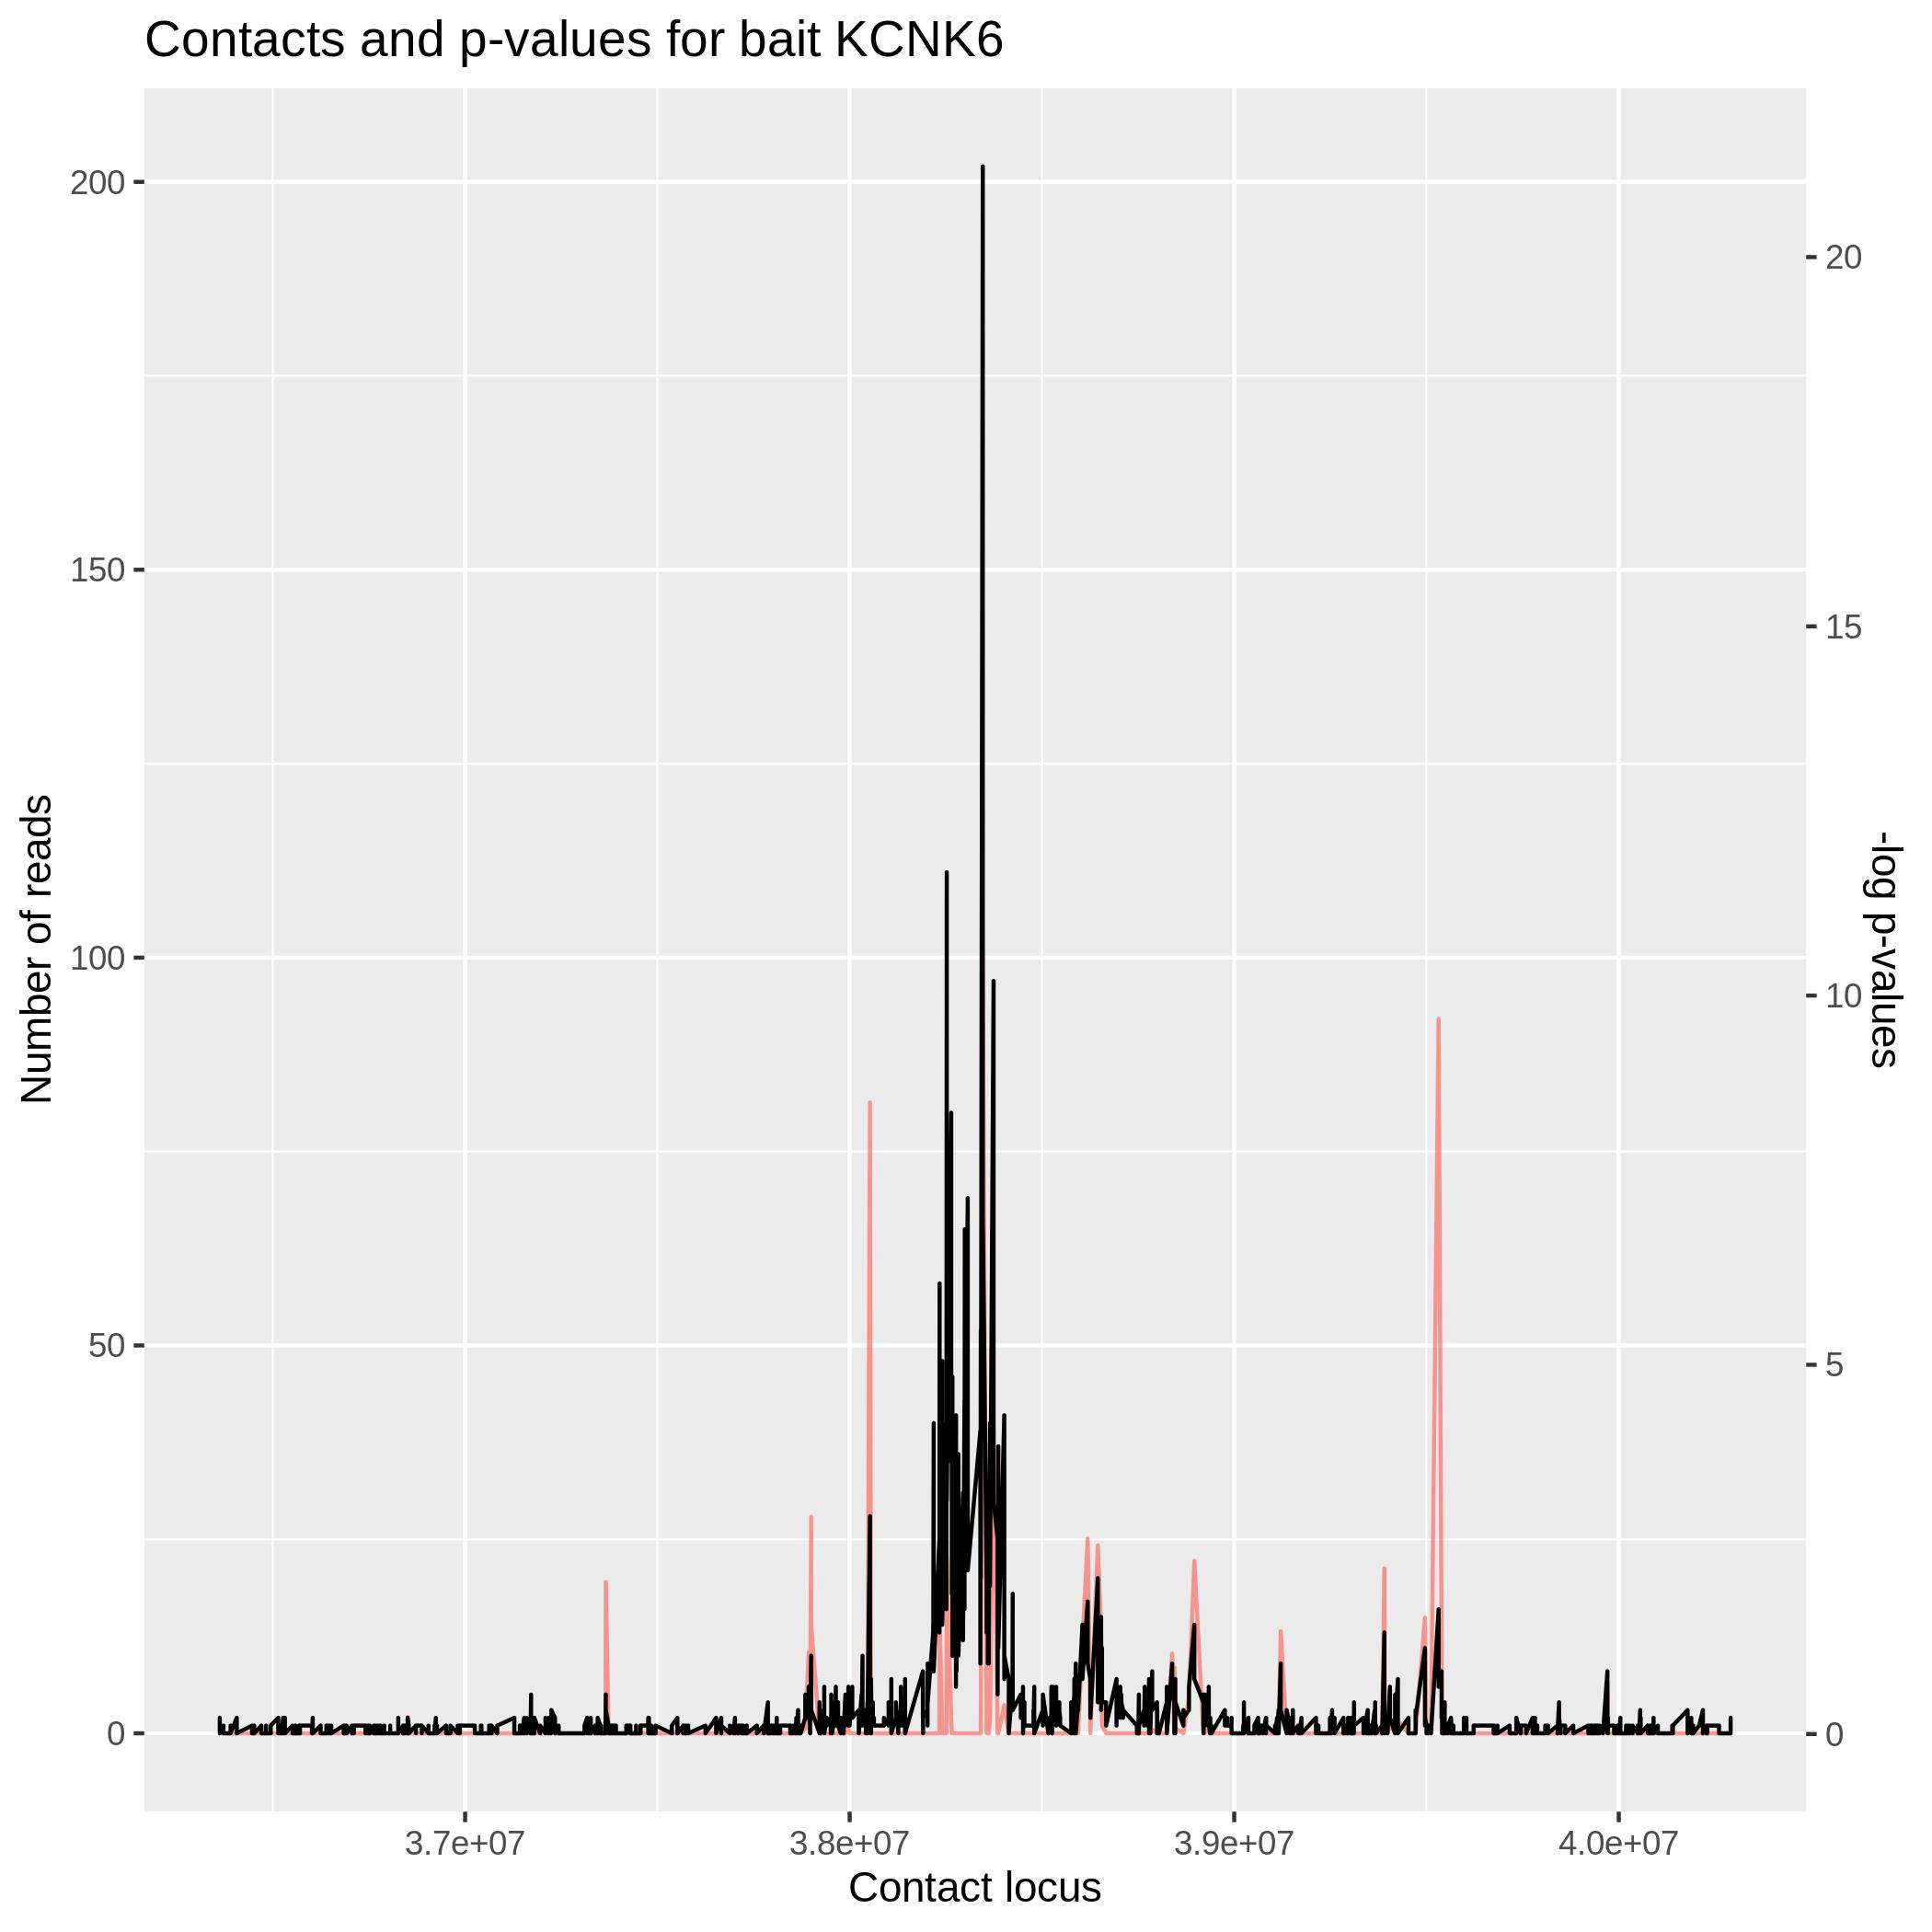 Contacts and p-values for bait KCNK6
200
150
100
50
0
Number of reads
20
15
10
5
0
-log p-values
3.7e+07
3.8e+07
3.9e+07
4.0e+07
Contact locus